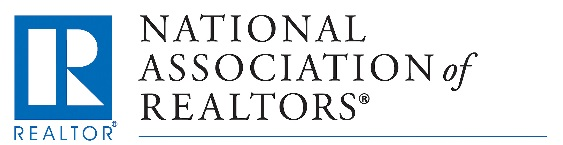 NATIONAL
ASSOCIATION of
REALTORS®
R
REALTOR®